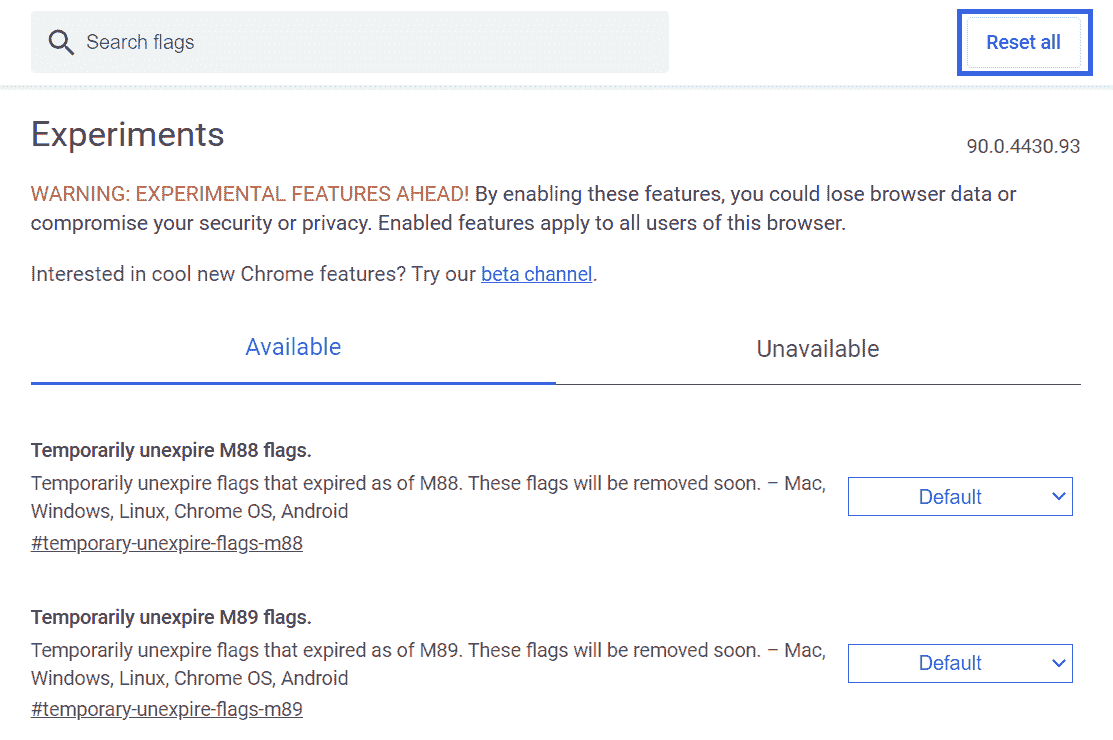 Search flags
Reset all
Experiments
90.0.4430.93
WARNING: EXPERIMENTAL FEATURES AHEAD! By enabling these features, you could lose browser data or
compromise your security or privacy. Enabled features apply to all users of this browser.
Interested in cool new Chrome features? Try our beta channel.
Available
Unavailable
Temporarily unexpire M88 flags.
Temporarily unexpire flags that expired as of M88. These flags will be removed soon. – Mac,
Windows, Linux, Chrome OS, Android
#temporary-unexpire-flags-m88
Default
Temporarily unexpire M89 flags.
Temporarily unexpire flags that expired as of M89. These flags will be removed soon. – Mac,
Windows, Linux, Chrome OS, Android
#temporary-unexpire-flags-m89
Default